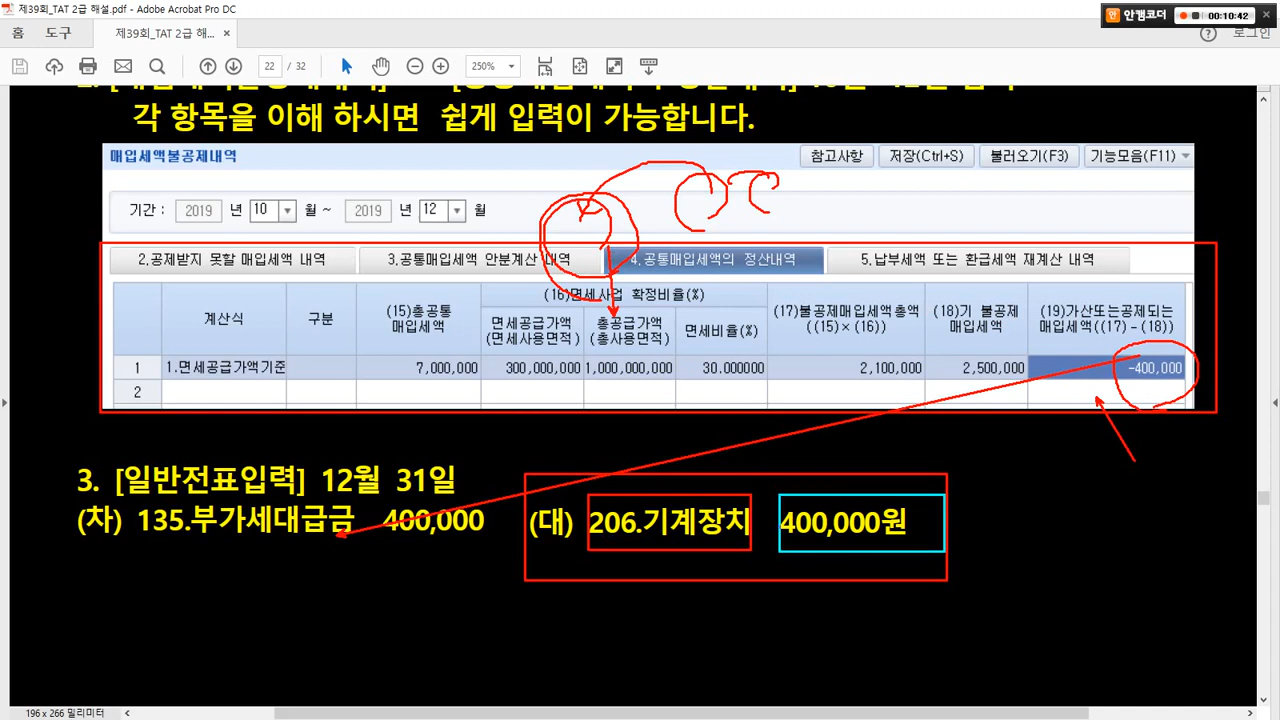 제39회_TAT 2급 해설.pdf - Adobe Acrobat Pro DC
안캠코더 00:10:42
홈 도구 제39회_TAT 2급 해... × 로그인
22 / 32 250%
각 항목을 이해 하시면 쉽게 입력이 가능합니다.
매입세액불공제내역 참고사항 저장(Ctrl+S) 불러오기(F3) 기능모음(F11)
기간 : 2019 년 10 월 ~ 2019 년 12 월
2.공제받지 못할 매입세액 내역 3.공통매입세액 안분계산 내역 4.공통매입세액의 정산내역 5.납부세액 또는 환급세액 재계산 내역
계산식 구분 (15)총공통 매입세액 (16)면세사업 확정비율(%) (17)불공제매입세액총액 ((15)×(16)) (18)기 불공제 매입세액 (19)가산또는공제되는 매입세액((17)-(18))
면세공급가액 (면세사용면적) 총공급가액 (총사용면적) 면세비율(%)
1 1.면세공급가액기준 7,000,000 300,000,000 1,000,000,000 30.000000 2,100,000 2,500,000 -400,000
2
3. [일반전표입력] 12월 31일
(차) 135.부가세대급금 400,000 (대) 206.기계장치 400,000원
196 x 266 밀리미터